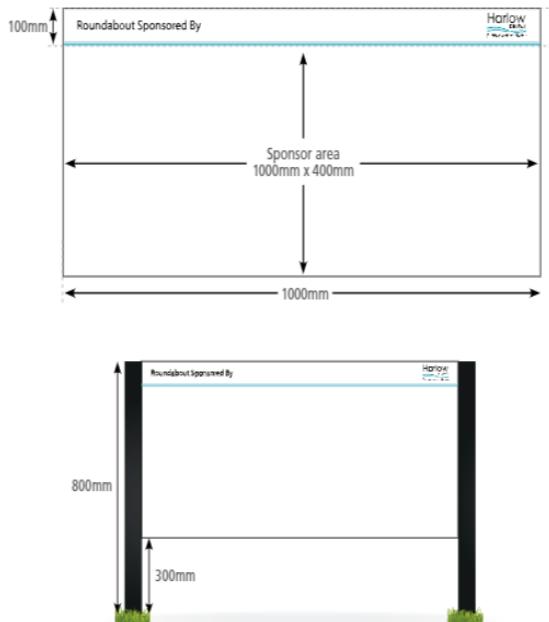 100mm
Roundabout Sponsored By
Harlow
Sponsor area
1000mm x 400mm
1000mm
Roundabout Sponsored By
Harlow
800mm
300mm